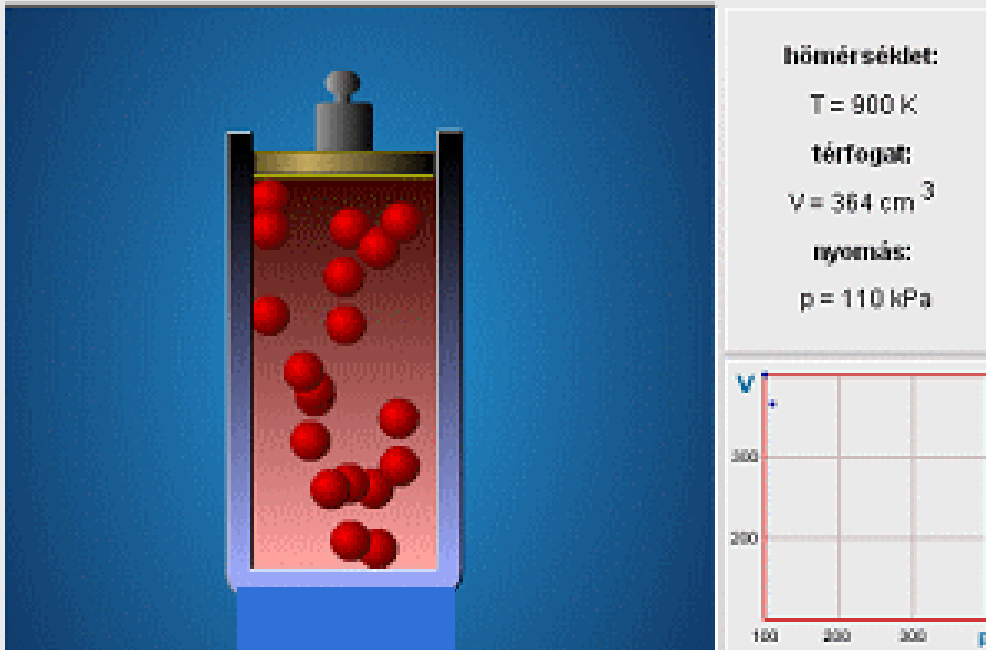 hőmérséklet:
T = 900 K
térfogat:
V = 364 cm 3
nyomás:
p = 110 kPa
V
300
200
100 200 300 p